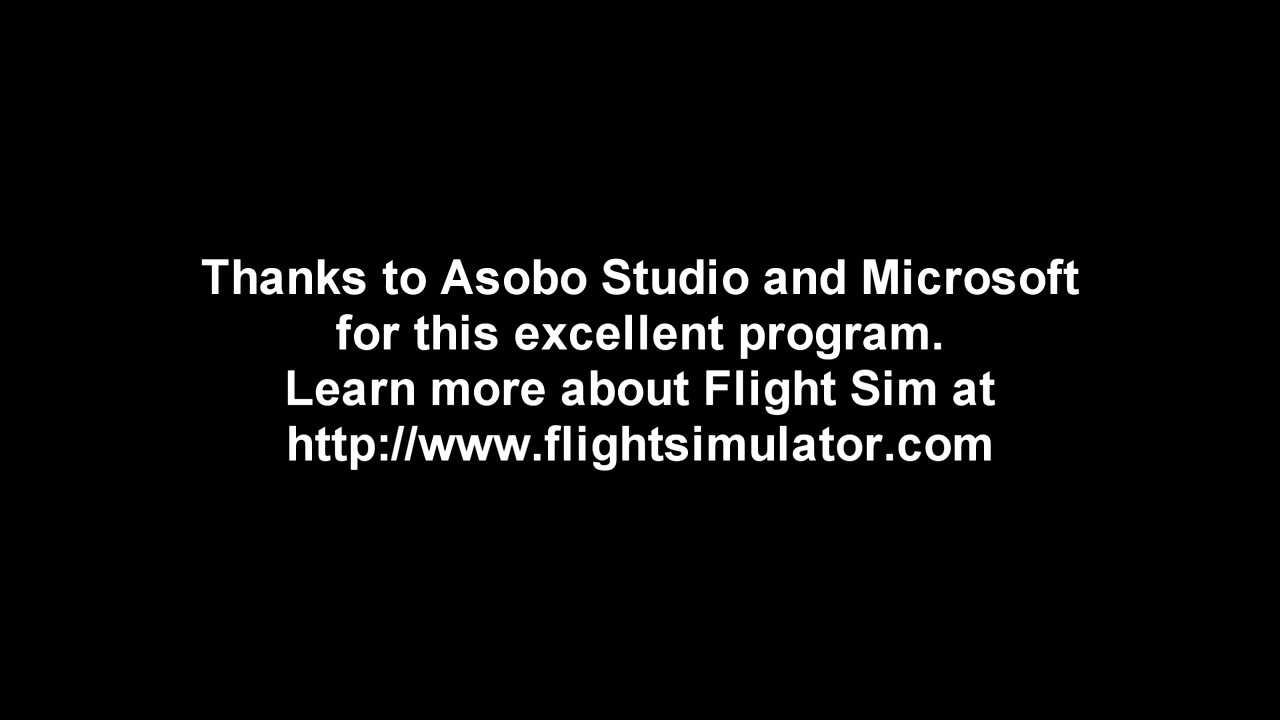 Thanks to Asobo Studio and Microsoft
for this excellent program.
Learn more about Flight Sim at
http://www.flightsimulator.com